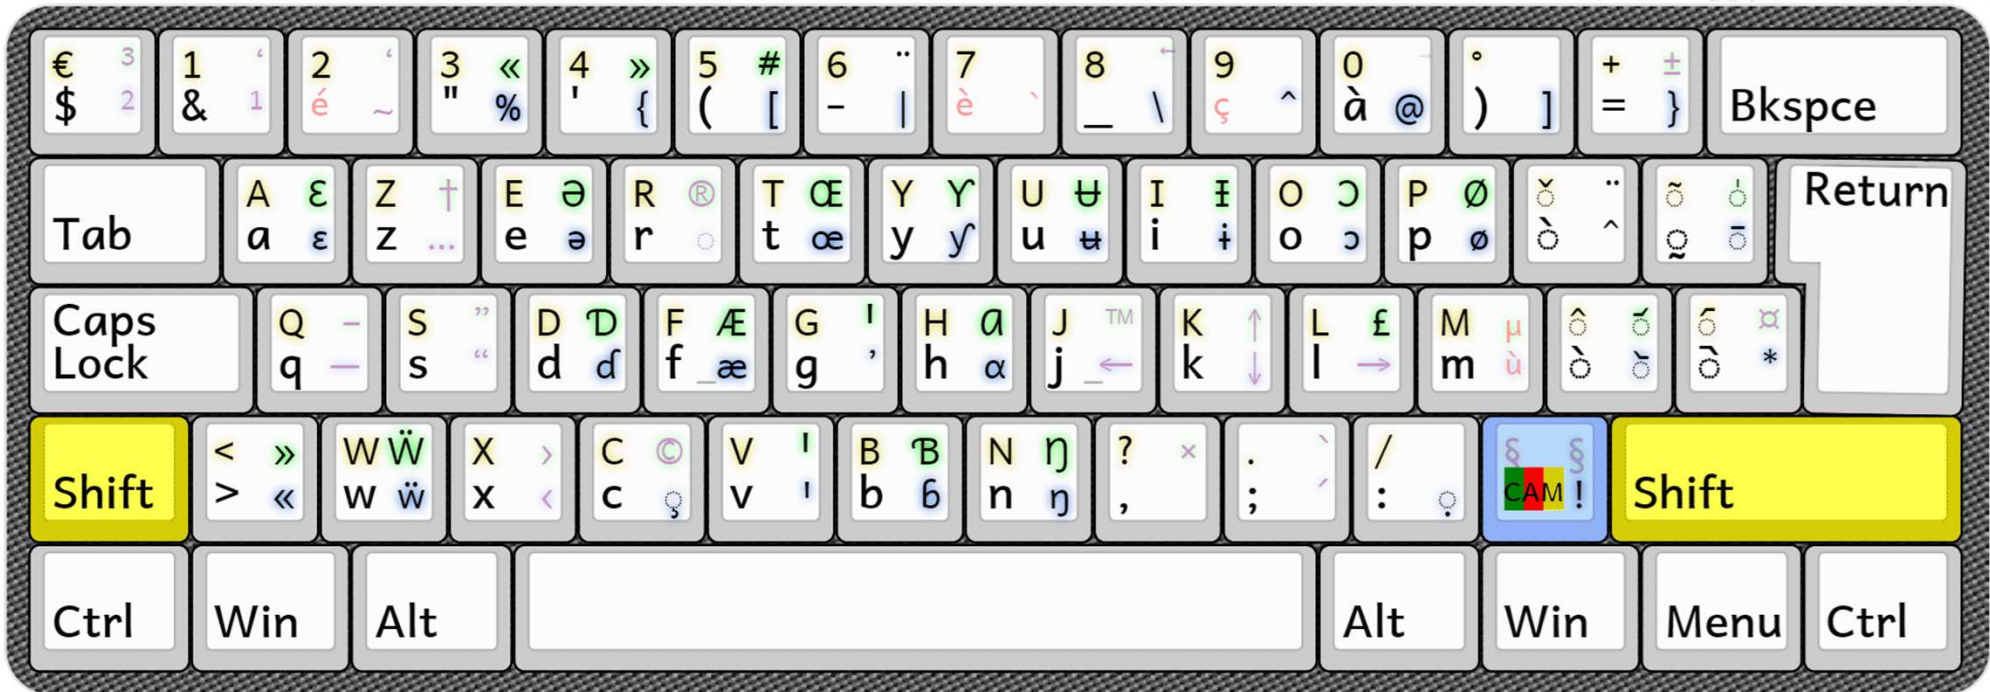 € 3 1 ‘ 2 ‘ 3 « 4 » 5 # 6 ¨ 7 8 ← 9 0 ° + ±
$ 2 & 1 é ~ " % ' { ( [ - | è ` _ \ ç ^ à @ ) ] = } Bkspce
A Ɛ Z † E Ə R ® T Œ Y Ƴ U Ʉ I Ɨ O Ɔ P Ø ◌̌ ¨ ◌̃ ◌̍ Return
Tab a ɛ z … e ə r ◌ t œ y ƴ u ʉ i ɨ o ɔ p ø ◌̀ ^ ◌̰ ◌̄
Caps Q – S ” D Ɗ F Æ G ꞌ H Ɑ J ™ K ↑ L £ M µ ◌̂ ¤
Lock q — s “ d ɗ f _æ g ’ h ɑ j _← k ↓ l → m ù ◌̀ *
< » W Ẅ X › C © V ꞌ B Ɓ N Ŋ ? × . ` / § §
Shift > « w ẅ x ‹ c ◌̧ v ꞌ b ɓ n ŋ , ; ´ : ◌̣ CAM ! Shift
Ctrl Win Alt Alt Win Menu Ctrl